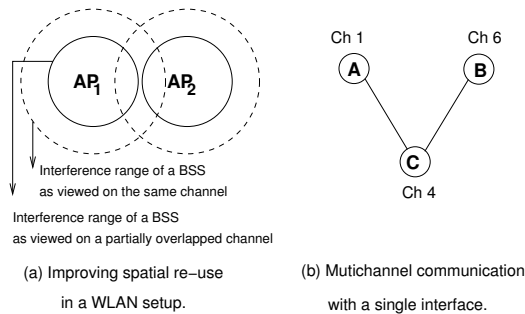 AP1
AP2
Interference range of a BSS
as viewed on the same channel
Interference range of a BSS
as viewed on a partially overlapped channel
(a) Improving spatial re−use
in a WLAN setup.
Ch 1
Ch 6
A
B
C
Ch 4
(b) Mutichannel communication
with a single interface.